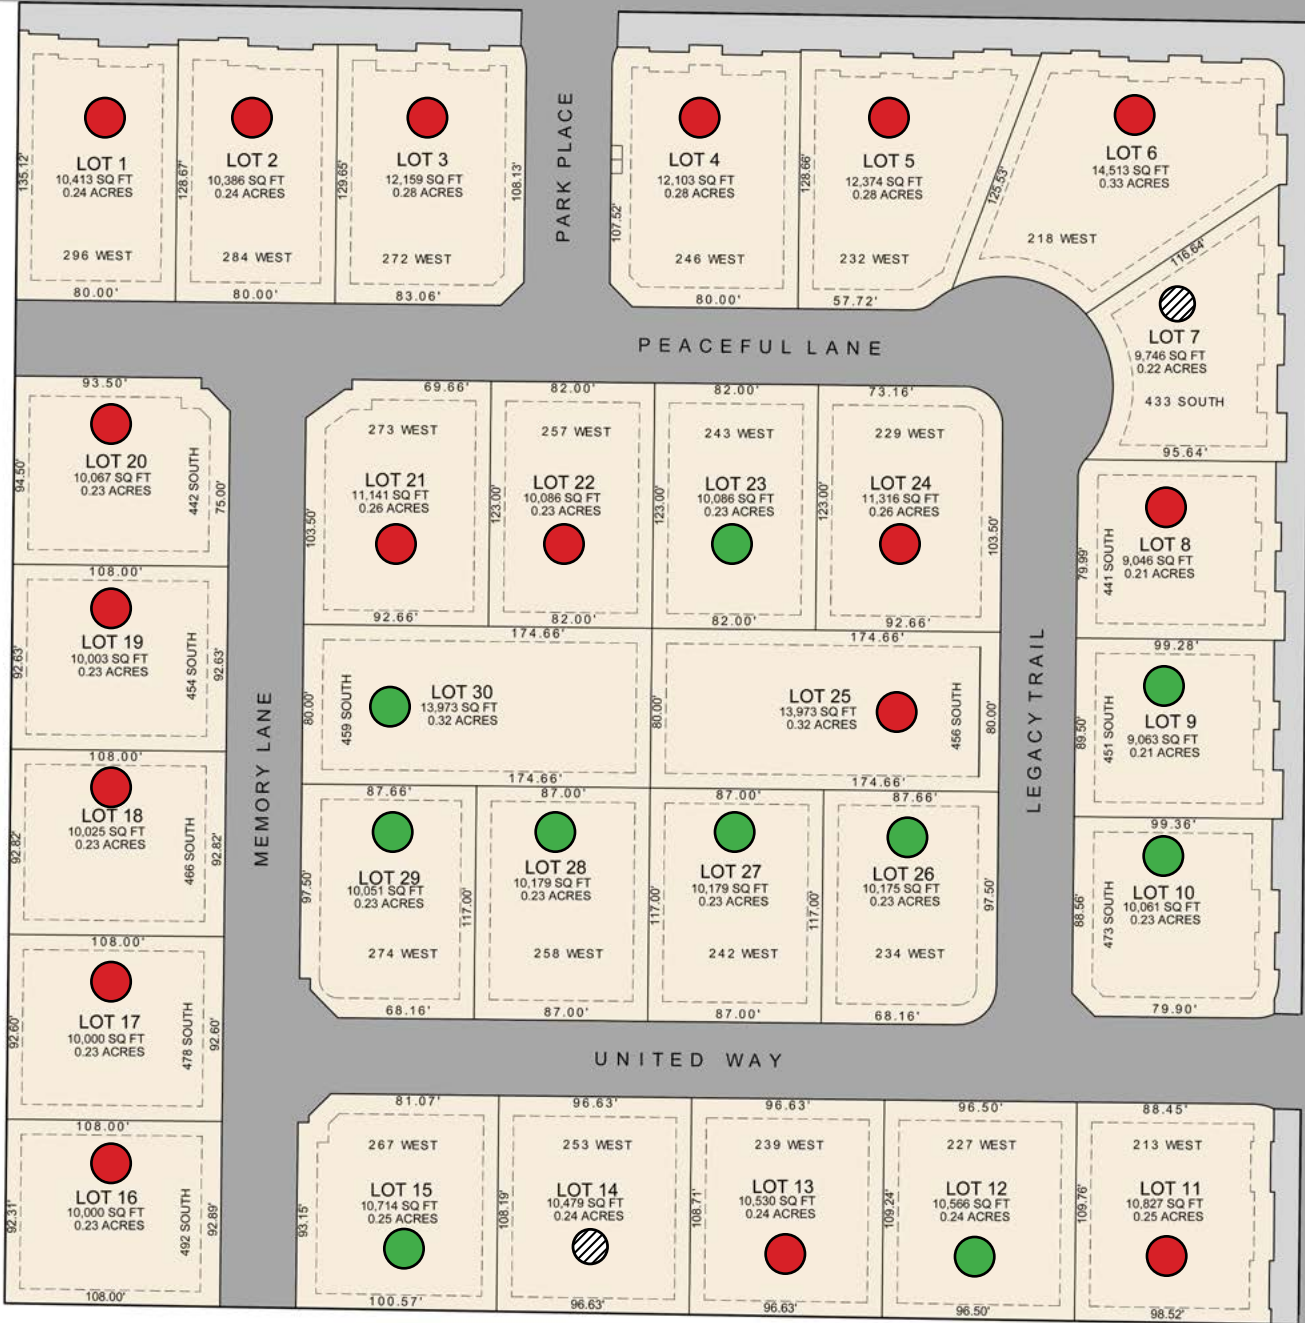 PARK PLACE
LOT 1
10,413 SQ FT
0.24 ACRES
296 WEST
135.12'
80.00'
LOT 2
10,386 SQ FT
0.24 ACRES
284 WEST
128.67'
80.00'
LOT 3
12,159 SQ FT
0.28 ACRES
272 WEST
129.65'
108.13'
83.06'
LOT 4
12,103 SQ FT
0.28 ACRES
246 WEST
107.52'
80.00'
LOT 5
12,374 SQ FT
0.28 ACRES
232 WEST
128.66'
57.72'
125.53'
LOT 6
14,513 SQ FT
0.33 ACRES
218 WEST
116.64'
LOT 7
9,746 SQ FT
0.22 ACRES
433 SOUTH
95.64'
PEACEFUL LANE
93.50'
LOT 20
10,067 SQ FT
0.23 ACRES
94.50'
442 SOUTH
75.00'
108.00'
69.66'
273 WEST
LOT 21
11,141 SQ FT
0.26 ACRES
103.50'
92.66'
82.00'
257 WEST
LOT 22
10,086 SQ FT
0.23 ACRES
123.00'
82.00'
82.00'
243 WEST
LOT 23
10,086 SQ FT
0.23 ACRES
123.00'
82.00'
73.16'
229 WEST
LOT 24
11,316 SQ FT
0.26 ACRES
123.00'
103.50'
92.66'
LOT 8
9,046 SQ FT
0.21 ACRES
79.99'
441 SOUTH
99.28'
LOT 19
10,003 SQ FT
0.23 ACRES
92.63'
454 SOUTH
92.63'
108.00'
MEMORY LANE
174.66'
LOT 30
13,973 SQ FT
0.32 ACRES
80.00'
459 SOUTH
174.66'
174.66'
LOT 25
13,973 SQ FT
0.32 ACRES
80.00'
456 SOUTH
80.00'
174.66'
LEGACY TRAIL
LOT 9
9,063 SQ FT
0.21 ACRES
89.50'
451 SOUTH
99.36'
LOT 18
10,025 SQ FT
0.23 ACRES
92.82'
466 SOUTH
92.82'
108.00'
87.66'
LOT 29
10,051 SQ FT
0.23 ACRES
97.50'
117.00'
274 WEST
68.16'
87.00'
LOT 28
10,179 SQ FT
0.23 ACRES
258 WEST
117.00'
87.00'
87.00'
LOT 27
10,179 SQ FT
0.23 ACRES
242 WEST
117.00'
87.00'
87.66'
LOT 26
10,175 SQ FT
0.23 ACRES
234 WEST
97.50'
68.16'
LOT 10
10,061 SQ FT
0.23 ACRES
88.56'
473 SOUTH
79.90'
LOT 17
10,000 SQ FT
0.23 ACRES
92.60'
478 SOUTH
92.60'
108.00'
UNITED WAY
LOT 16
10,000 SQ FT
0.23 ACRES
92.31'
492 SOUTH
92.89'
108.00'
81.07'
267 WEST
LOT 15
10,714 SQ FT
0.25 ACRES
93.15'
100.57'
96.63'
253 WEST
LOT 14
10,479 SQ FT
0.24 ACRES
108.19'
96.63'
96.63'
239 WEST
LOT 13
10,530 SQ FT
0.24 ACRES
108.71'
96.63'
96.50'
227 WEST
LOT 12
10,566 SQ FT
0.24 ACRES
109.24'
96.50'
88.45'
213 WEST
LOT 11
10,827 SQ FT
0.25 ACRES
109.76'
98.52'